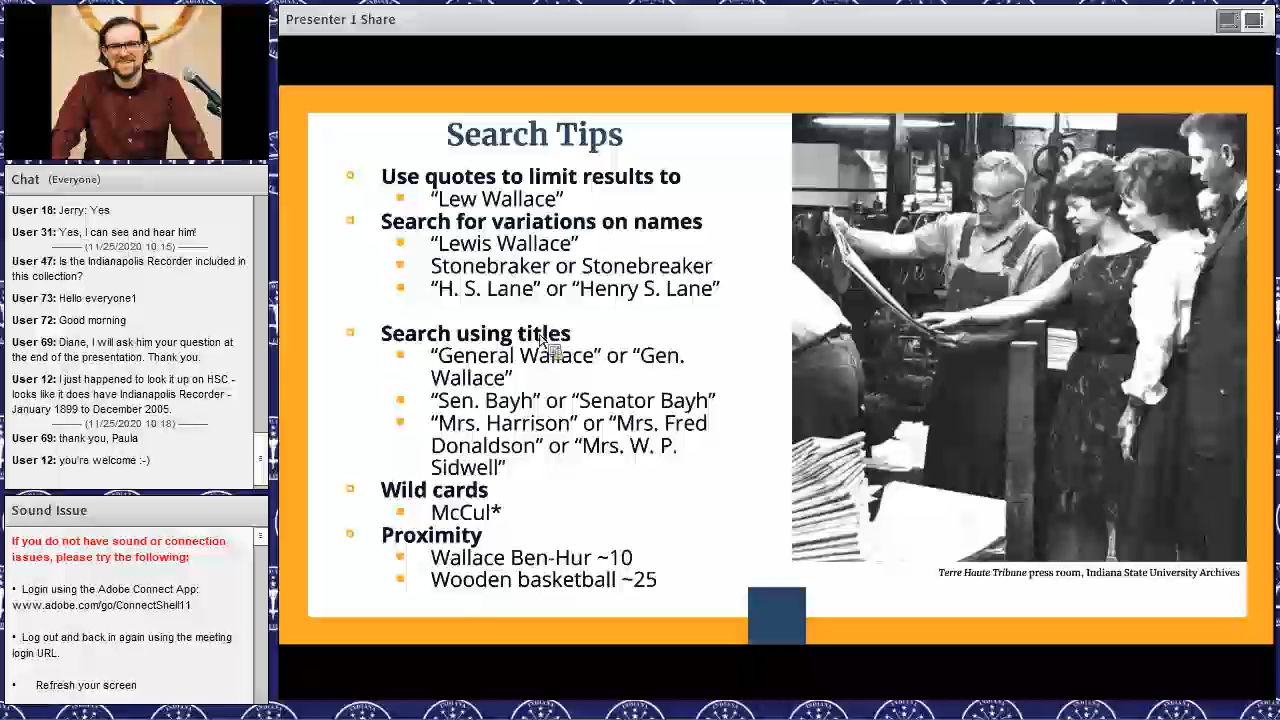 Presenter 1 Share
Chat (Everyone)
User 18: Jerry: Yes
User 31: Yes, I can see and hear him!
(11/25/2020 10:15)
User 47: Is the Indianapolis Recorder included in
this collection?
User 73: Hello everyone1
User 72: Good morning
User 69: Diane, I will ask him your question at
the end of the presentation. Thank you.
User 12: I just happened to look it up on HSC -
looks like it does have Indianapolis Recorder -
January 1899 to December 2005.
(11/25/2020 10:18)
User 69: thank you, Paula
User 12: you're welcome :-)
Sound Issue
If you do not have sound or connection
issues, please try the following:
• Login using the Adobe Connect App:
www.adobe.com/go/ConnectShell11
• Log out and back in again using the meeting
login URL.
• Refresh your screen
Search Tips
Use quotes to limit results to
“Lew Wallace”
Search for variations on names
“Lewis Wallace”
Stonebraker or Stonebreaker
“H. S. Lane” or “Henry S. Lane”
Search using titles
“General Wallace” or “Gen.
Wallace”
“Sen. Bayh” or “Senator Bayh”
“Mrs. Harrison” or “Mrs. Fred
Donaldson” or “Mrs. W. P.
Sidwell”
Wild cards
McCul*
Proximity
Wallace Ben-Hur ~10
Wooden basketball ~25
Terre Haute Tribune press room, Indiana State University Archives